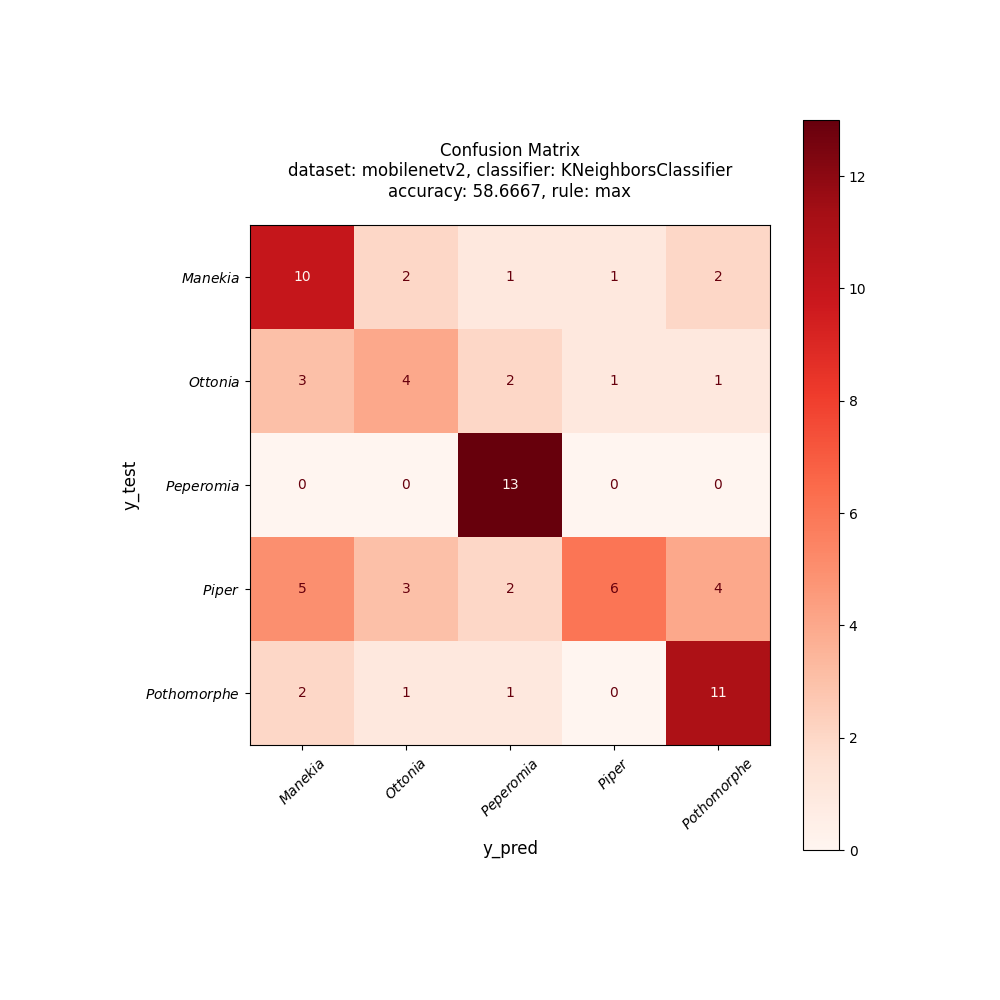 Confusion Matrix
dataset: mobilenetv2, classifier: KNeighborsClassifier
accuracy: 58.6667, rule: max
Manekia 10 2 1 1 2
Ottonia 3 4 2 1 1
Peperomia 0 0 13 0 0
Piper 5 3 2 6 4
Pothomorphe 2 1 1 0 11
Manekia Ottonia Peperomia Piper Pothomorphe
y_test
y_pred
12
10
8
6
4
2
0